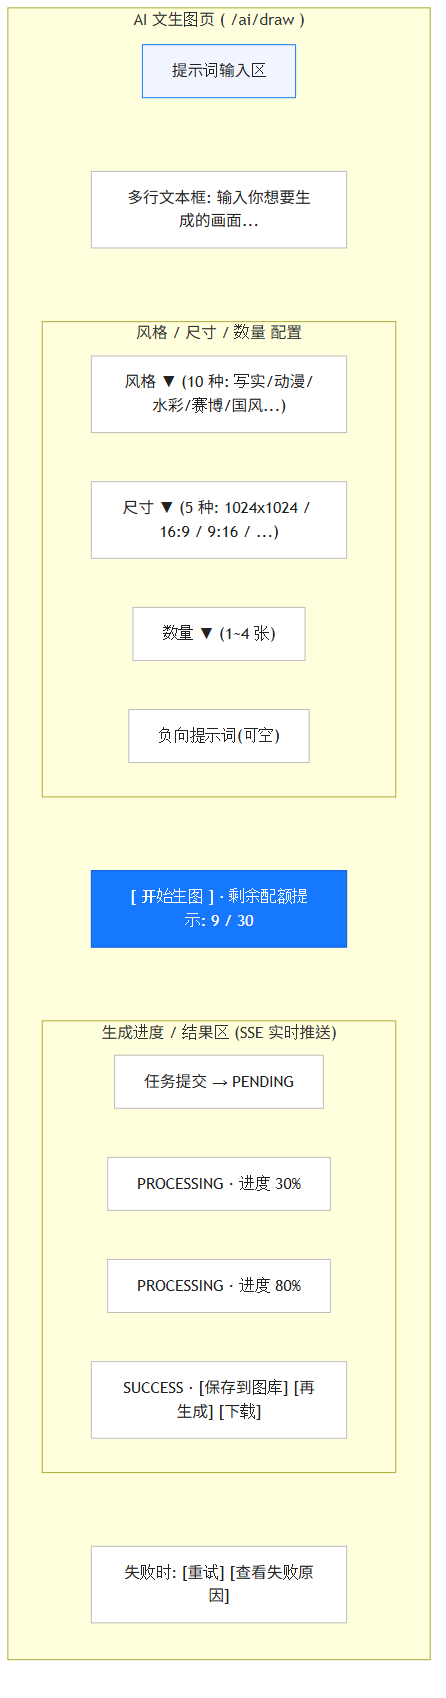 AI 文生图页 ( /ai/draw )
提示词输入区
多行文本框: 输入你想要生
成的画面...
风格 / 尺寸 / 数量 配置
风格 ▼ (10 种: 写实/动漫/
水彩/赛博/国风...)
尺寸 ▼ (5 种: 1024x1024 /
16:9 / 9:16 / ...)
数量 ▼ (1~4 张)
负向提示词(可空)
[ 开始生图 ] · 剩余配额提
示: 9 / 30
生成进度 / 结果区 (SSE 实时推送)
任务提交 → PENDING
PROCESSING · 进度 30%
PROCESSING · 进度 80%
SUCCESS · [保存到图库] [再
生成] [下载]
失败时: [重试] [查看失败原
因]